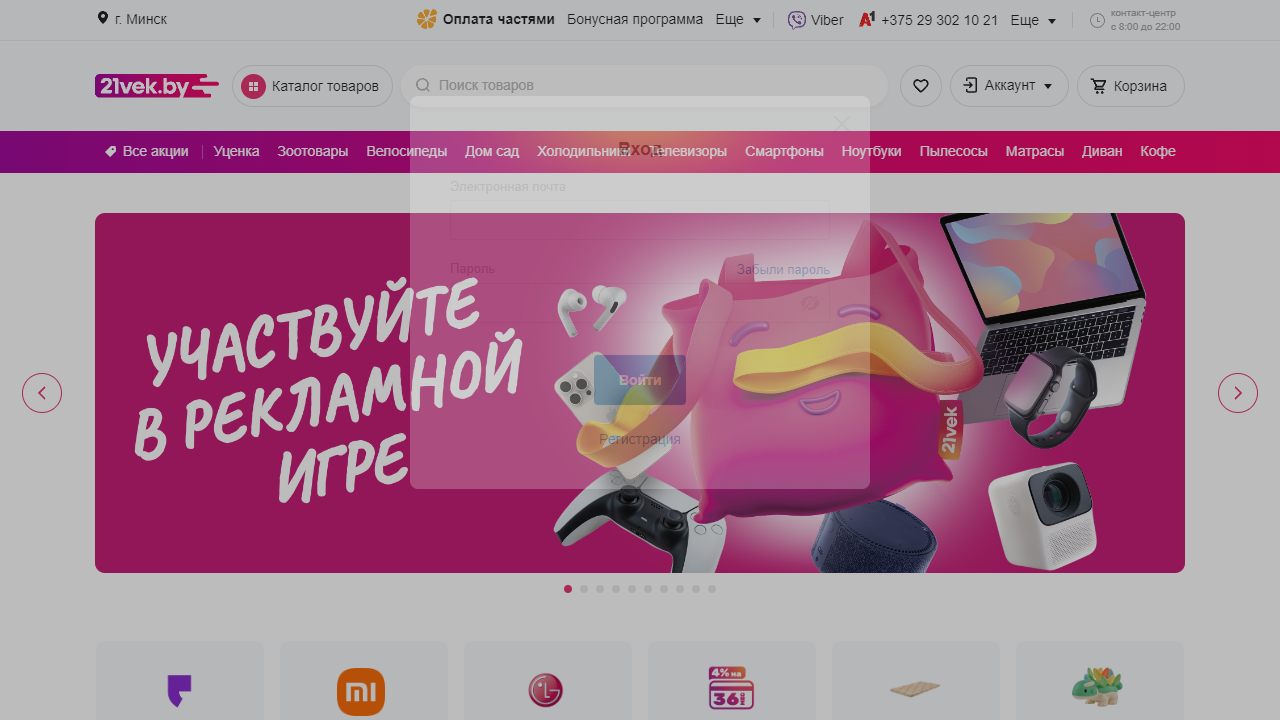 г. Минск
Оплата частями
Бонусная программа
Еще
Viber
+375 29 302 10 21
Еще
контакт-центр
с 8:00 до 22:00
21vek.by
Каталог товаров
Поиск товаров
Аккаунт
Корзина
Все акции
Уценка
Зоотовары
Велосипеды
Дом сад
Холодильники
Телевизоры
Смартфоны
Ноутбуки
Пылесосы
Матрасы
Диван
Кофе
Вход
Электронная почта
Пароль
Забыли пароль
Войти
Регистрация
УЧАСТВУЙТЕ
В РЕКЛАМНОЙ
ИГРЕ
21vek
mi
LG
4% на
36 мес